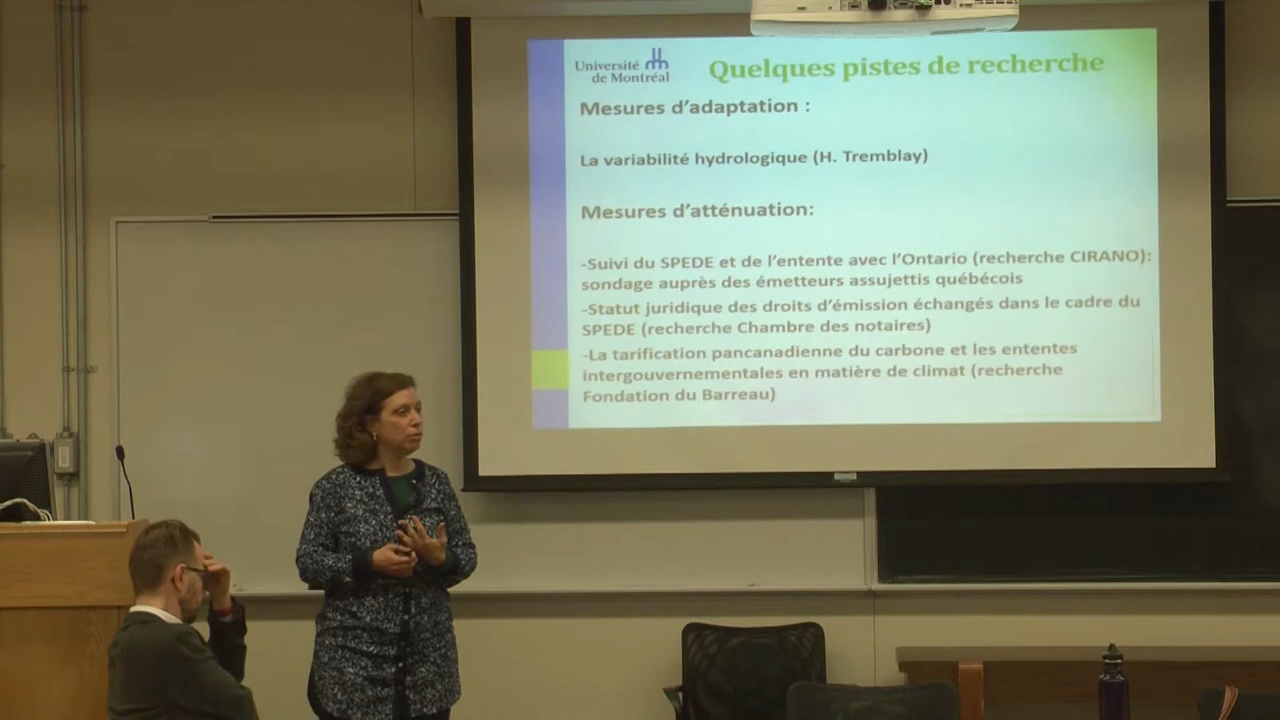 Université
de Montréal
Quelques pistes de recherche
Mesures d'adaptation :
La variabilité hydrologique (H. Tremblay)
Mesures d'atténuation:
-Suivi du SPEDE et de l'entente avec l'Ontario (recherche CIRANO):
sondage auprès des émetteurs assujettis québécois
-Statut juridique des droits d'émission échangés dans le cadre du
SPEDE (recherche Chambre des notaires)
-La tarification pancanadienne du carbone et les ententes
intergouvernementales en matière de climat (recherche
Fondation du Barreau)